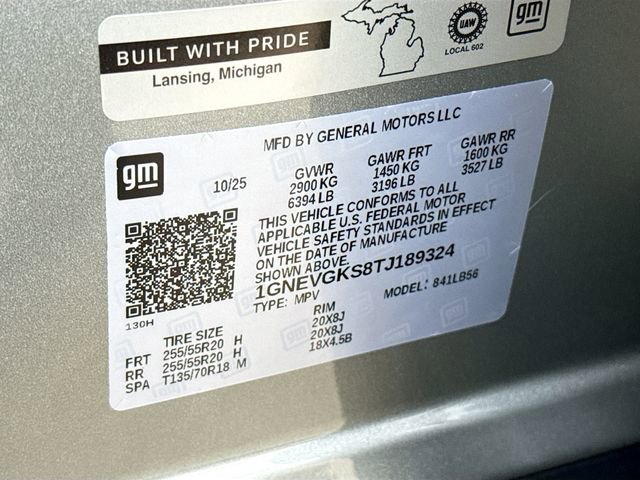 BUILT WITH PRIDE
Lansing, Michigan
UAW
LOCAL 602
gm
gm
MFD BY GENERAL MOTORS LLC
10/25
GVWR GAWR FRT GAWR RR
2900 KG 1450 KG 1600 KG
6394 LB 3196 LB 3527 LB
THIS VEHICLE CONFORMS TO ALL
APPLICABLE U.S. FEDERAL MOTOR
VEHICLE SAFETY STANDARDS IN EFFECT
ON THE DATE OF MANUFACTURE
SHOWN ABOVE.
1GNEVGKS8TJ189324
TYPE: MPV MODEL: 841LB56
130H
TIRE SIZE RIM
FRT 255/55R20 H 20X8J
RR 255/55R20 H 20X8J
SPA T135/70R18 M 18X4.5B